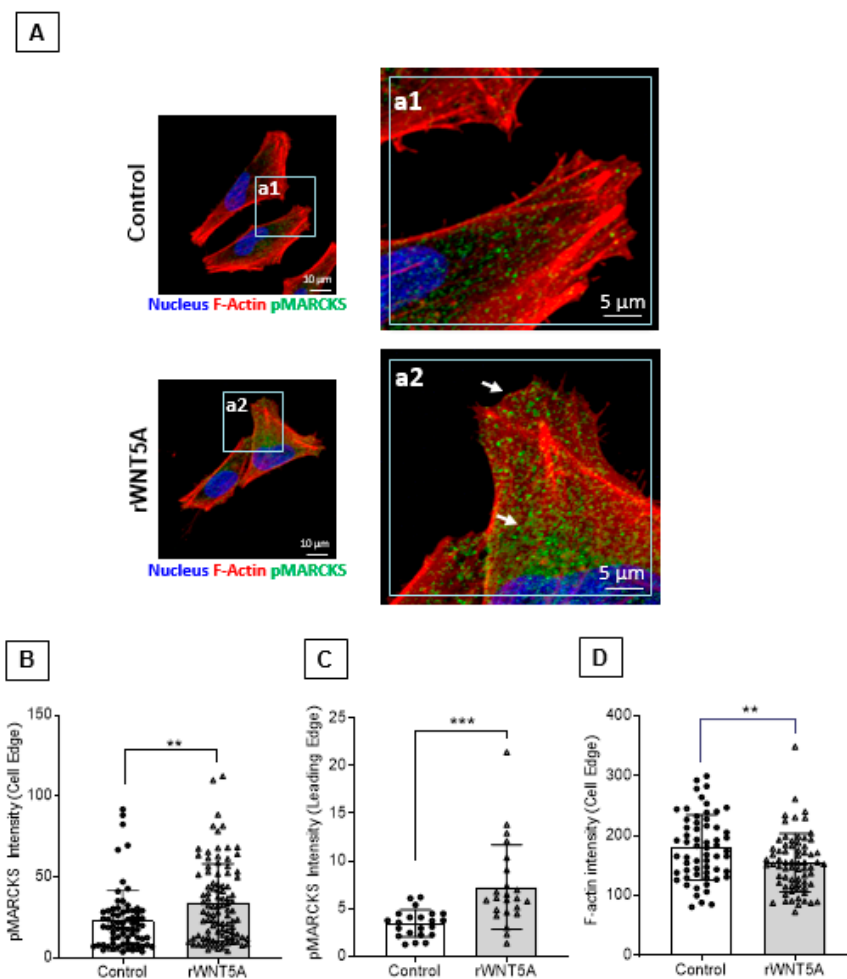 A
Control
a1
10 µm
Nucleus F-Actin pMARCKS
a1
5 µm
rWNT5A
a2
10 µm
Nucleus F-Actin pMARCKS
a2
5 µm
B
pMARCKS Intensity (Cell Edge)
150
100
50
0
**
Control
rWNT5A
C
pMARCKS Intensity (Leading Edge)
25
20
15
10
5
0
***
Control
rWNT5A
D
F-actin intensity (Cell Edge)
400
300
200
100
0
**
Control
rWNT5A